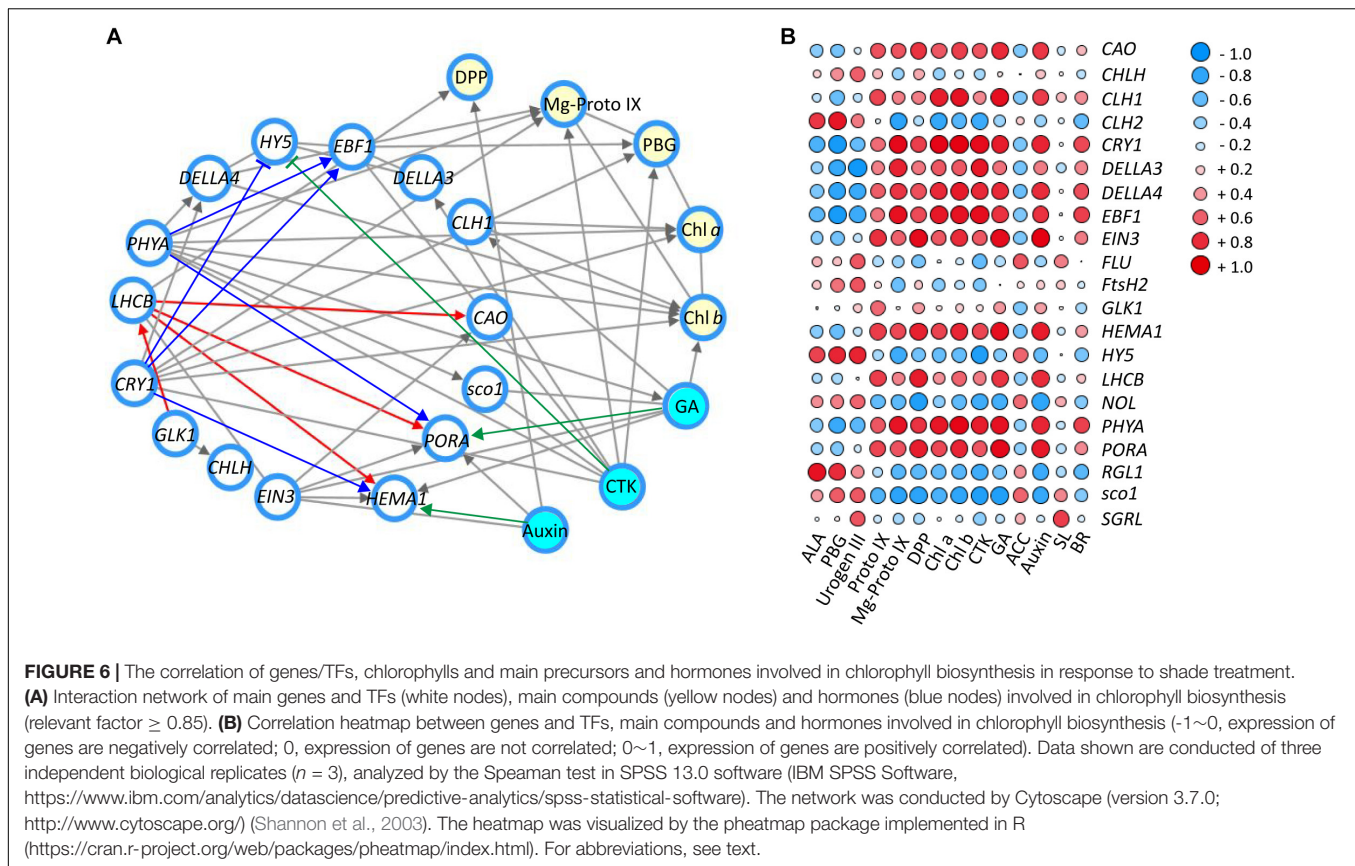 A
DPP
Mg-Proto IX
HY5
EBF1
PBG
DELLA4
DELLA3
CLH1
PHYA
Chl a
LHCB
CAO
Chl b
CRY1
sco1
GA
GLK1
PORA
CHLH
CTK
EIN3
HEMA1
Auxin
B
CAO
CHLH
CLH1
CLH2
CRY1
DELLA3
DELLA4
EBF1
EIN3
FLU
FtsH2
GLK1
HEMA1
HY5
LHCB
NOL
PHYA
PORA
RGL1
sco1
SGRL
- 1.0
- 0.8
- 0.6
- 0.4
- 0.2
+ 0.2
+ 0.4
+ 0.6
+ 0.8
+ 1.0
ALA
PBG
Urogen III
Proto IX
Mg-Proto IX
DPP
Chl a
Chl b
CTK
GA
ACC
Auxin
SL
BR
FIGURE 6 | The correlation of genes/TFs, chlorophylls and main precursors and hormones involved in chlorophyll biosynthesis in response to shade treatment.
(A) Interaction network of main genes and TFs (white nodes), main compounds (yellow nodes) and hormones (blue nodes) involved in chlorophyll biosynthesis
(relevant factor ≥ 0.85). (B) Correlation heatmap between genes and TFs, main compounds and hormones involved in chlorophyll biosynthesis (-1~0, expression of
genes are negatively correlated; 0, expression of genes are not correlated; 0~1, expression of genes are positively correlated). Data shown are conducted of three
independent biological replicates (n = 3), analyzed by the Speaman test in SPSS 13.0 software (IBM SPSS Software,
https://www.ibm.com/analytics/datascience/predictive-analytics/spss-statistical-software). The network was conducted by Cytoscape (version 3.7.0;
http://www.cytoscape.org/) (Shannon et al., 2003). The heatmap was visualized by the pheatmap package implemented in R
(https://cran.r-project.org/web/packages/pheatmap/index.html). For abbreviations, see text.